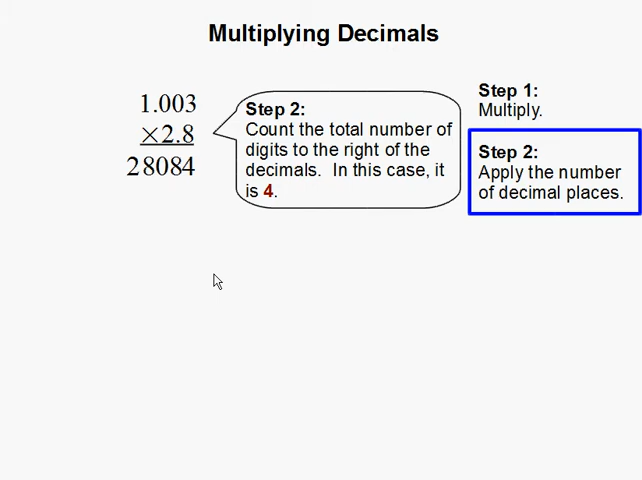 Multiplying Decimals
1.003
×2.8
28084
Step 2:
Count the total number of
digits to the right of the
decimals. In this case, it
is 4.
Step 1:
Multiply.
Step 2:
Apply the number
of decimal places.